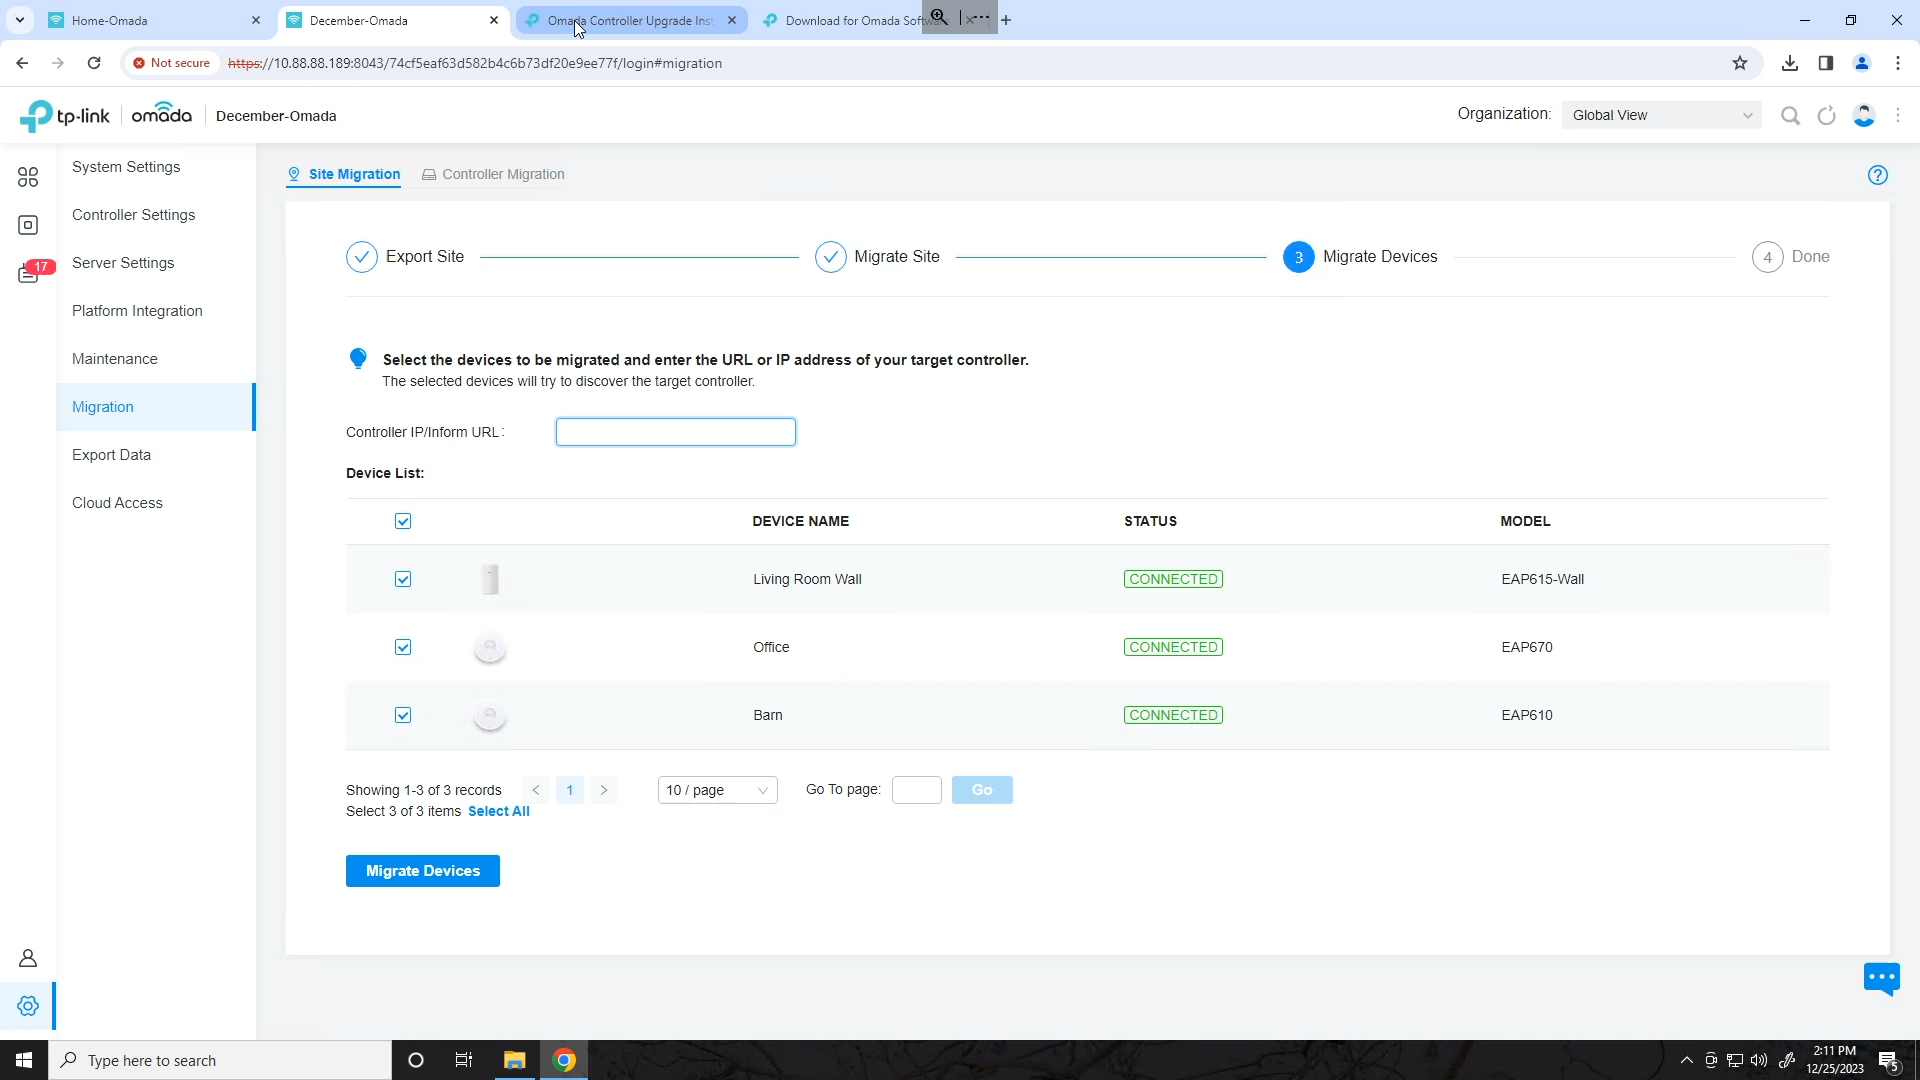 Home-Omada
December-Omada
Omada Controller Upgrade Inst
Download for Omada Softw
Not secure
https://10.88.88.189:8043/74cf5eaf63d582b4c6b73df20e9ee77f/login#migration
tp-link
omada
December-Omada
Organization:
Global View
System Settings
Controller Settings
Server Settings
Platform Integration
Maintenance
Migration
Export Data
Cloud Access
17
Site Migration
Controller Migration
Export Site
Migrate Site
3 Migrate Devices
4 Done
Select the devices to be migrated and enter the URL or IP address of your target controller.
The selected devices will try to discover the target controller.
Controller IP/Inform URL:
Device List:
DEVICE NAME STATUS MODEL
Living Room Wall CONNECTED EAP615-Wall
Office CONNECTED EAP670
Barn CONNECTED EAP610
Showing 1-3 of 3 records < 1 > 10 / page Go To page: Go
Select 3 of 3 items Select All
Migrate Devices
Type here to search
2:11 PM
12/25/2023
5